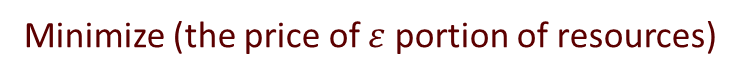 Minimize (the price of ε portion of resources)